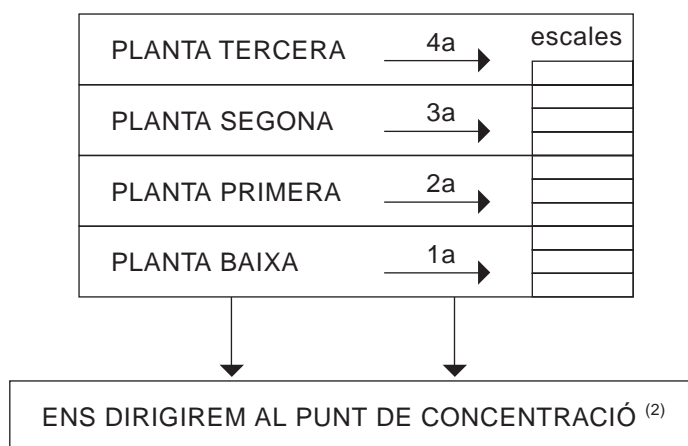 PLANTA TERCERA 4a escales
PLANTA SEGONA 3a
PLANTA PRIMERA 2a
PLANTA BAIXA 1a
ENS DIRIGIREM AL PUNT DE CONCENTRACIÓ (2)